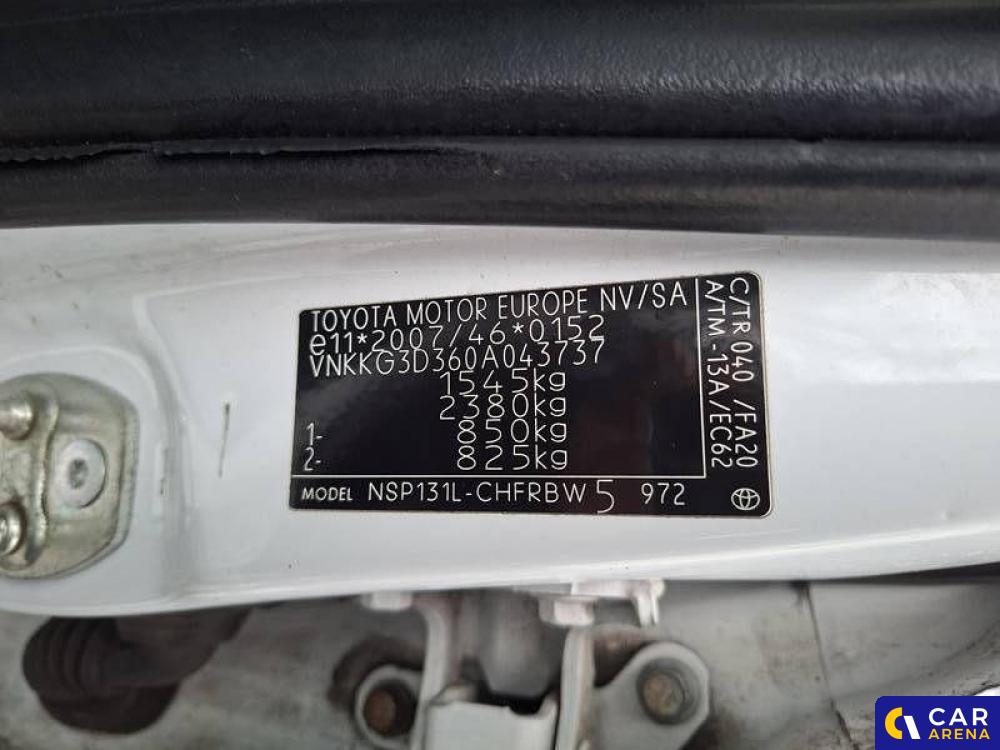 TOYOTA MOTOR EUROPE NV/SA
e11*2007/46*0152
VNKKG3D360A043737
1545kg
2380kg
1- 850kg
2- 825kg
MODEL NSP131L-CHFRBW 5 972
C/TR 040 /FA20
A/TM -13A/EC62
CAR
ARENA